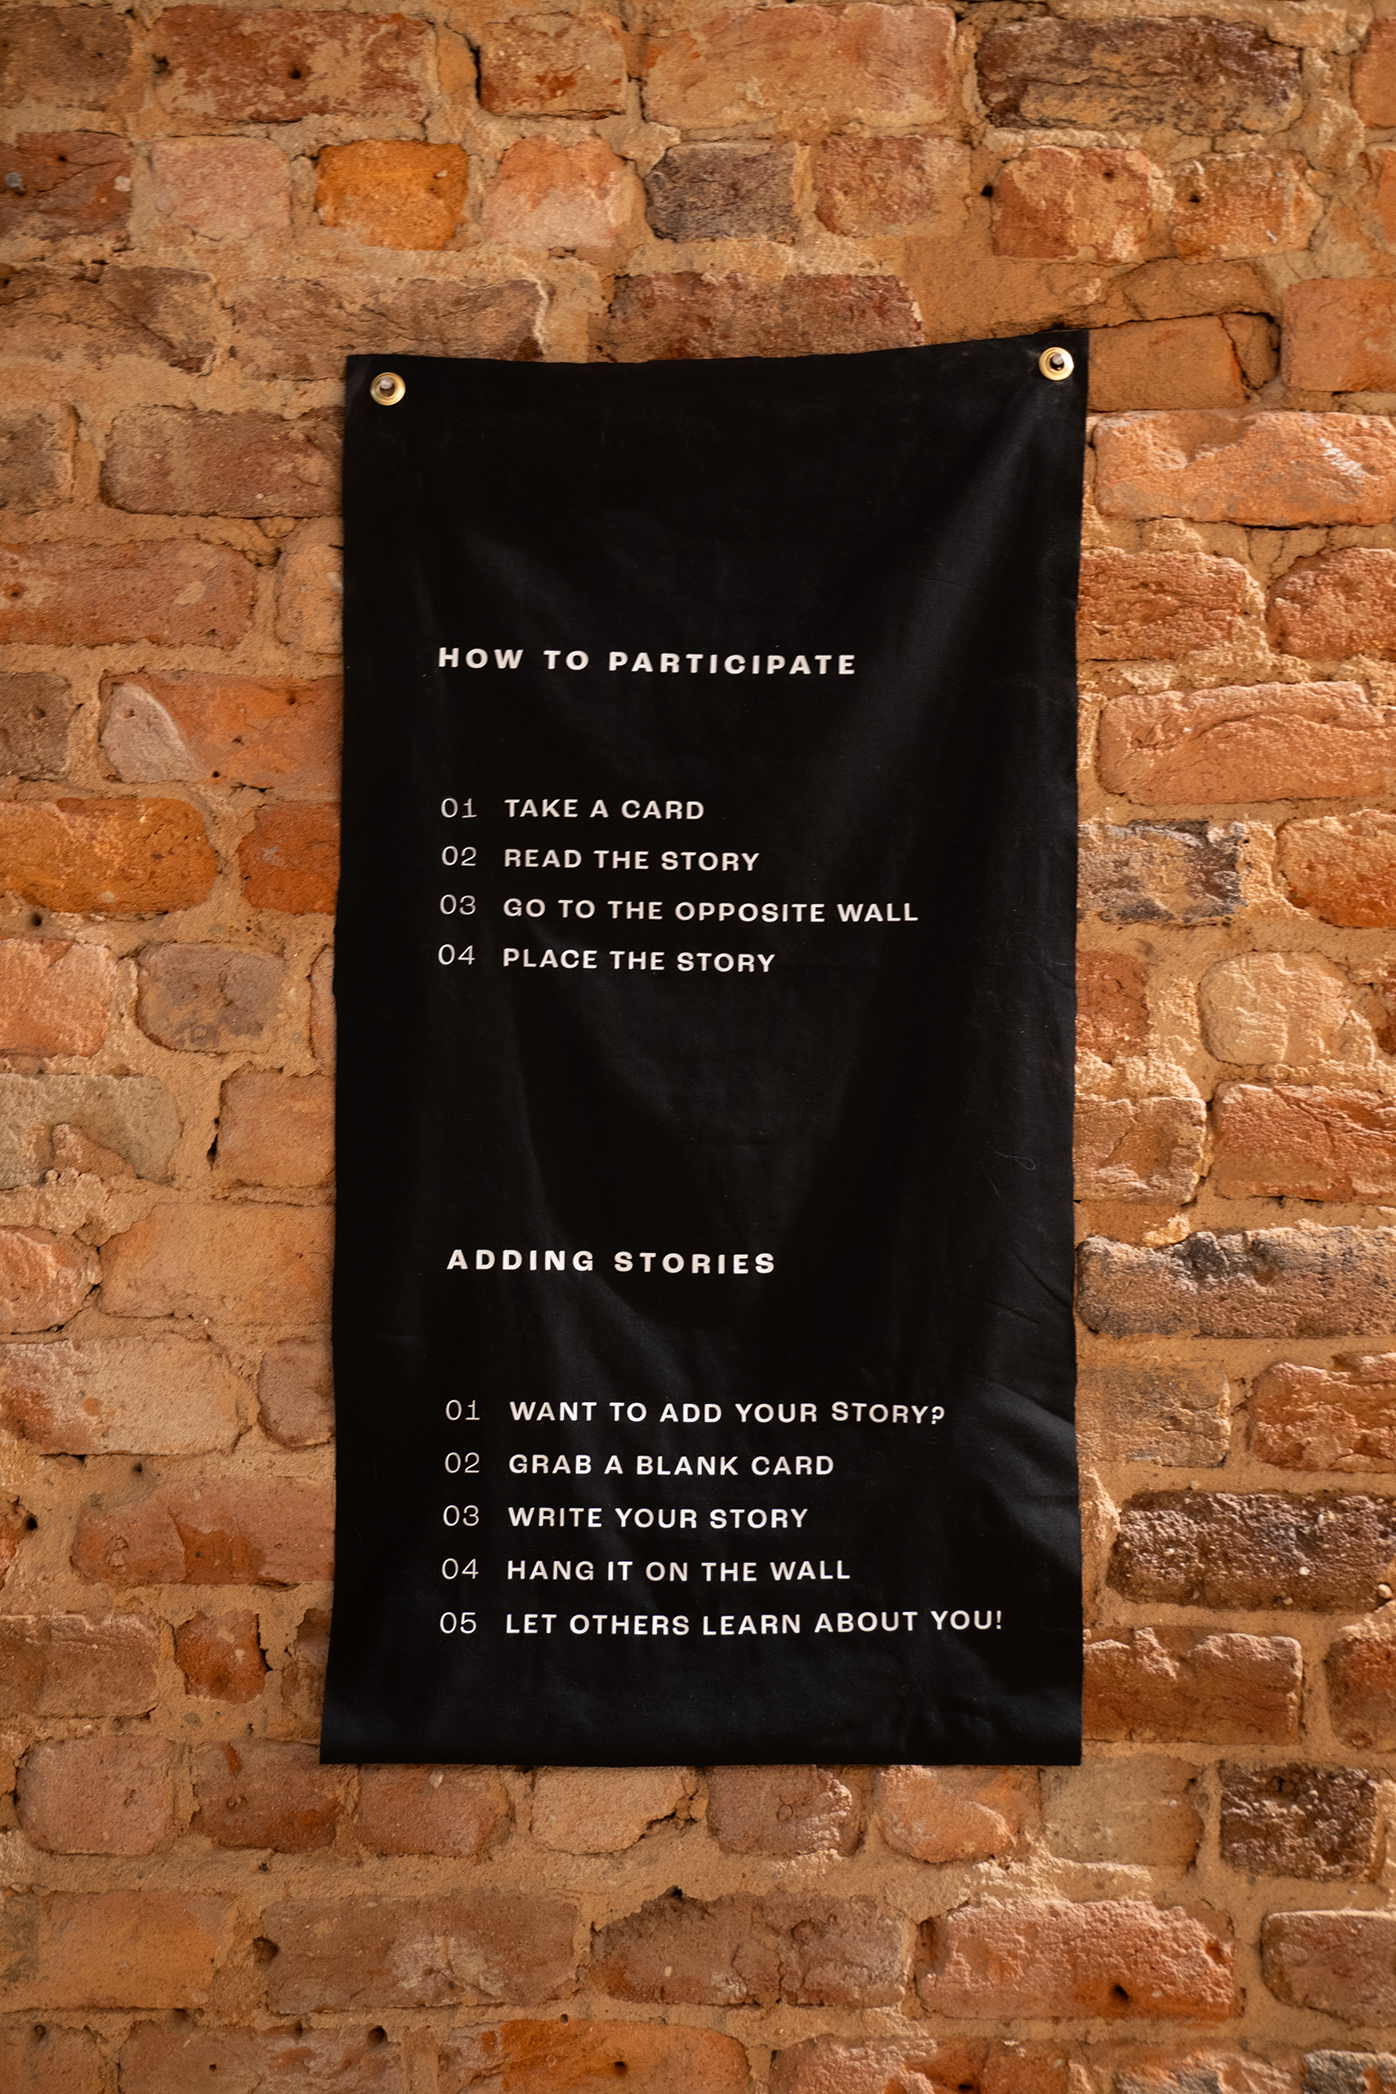 HOW TO PARTICIPATE
01 TAKE A CARD
02 READ THE STORY
03 GO TO THE OPPOSITE WALL
04 PLACE THE STORY
ADDING STORIES
01 WANT TO ADD YOUR STORY?
02 GRAB A BLANK CARD
03 WRITE YOUR STORY
04 HANG IT ON THE WALL
05 LET OTHERS LEARN ABOUT YOU!